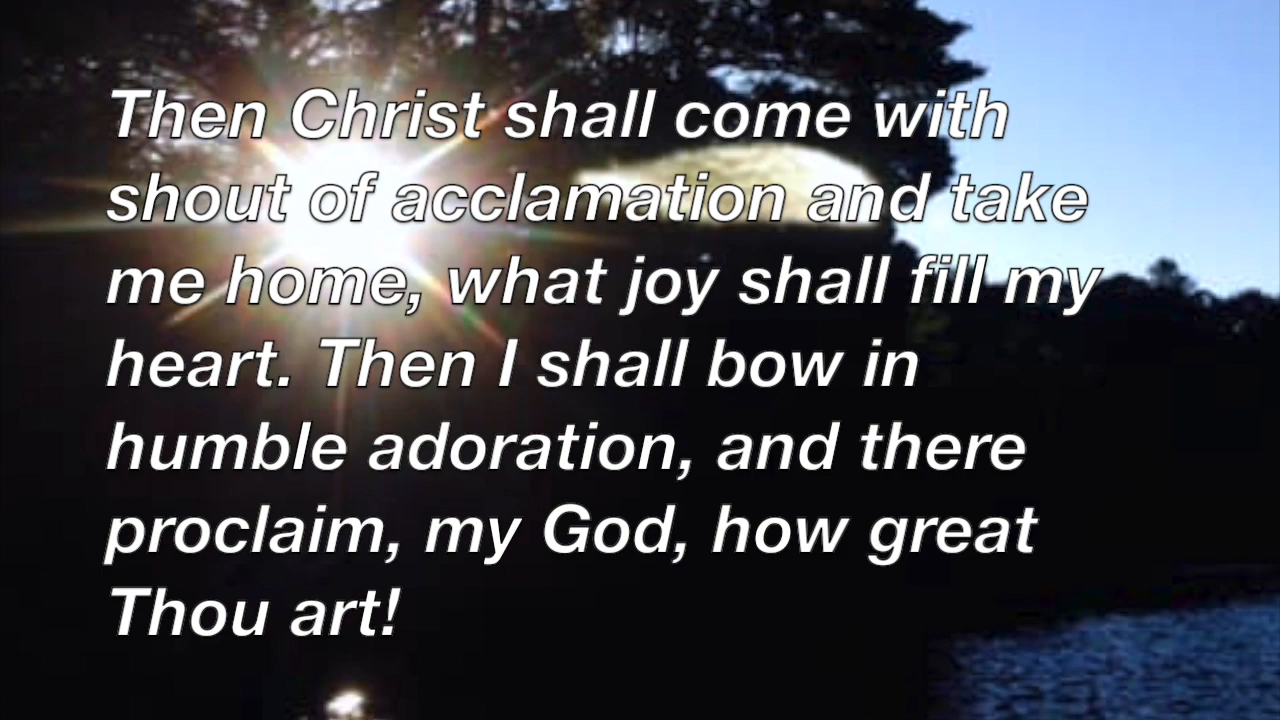 Then Christ shall come with
shout of acclamation and take
me home, what joy shall fill my
heart. Then I shall bow in
humble adoration, and there
proclaim, my God, how great
Thou art!